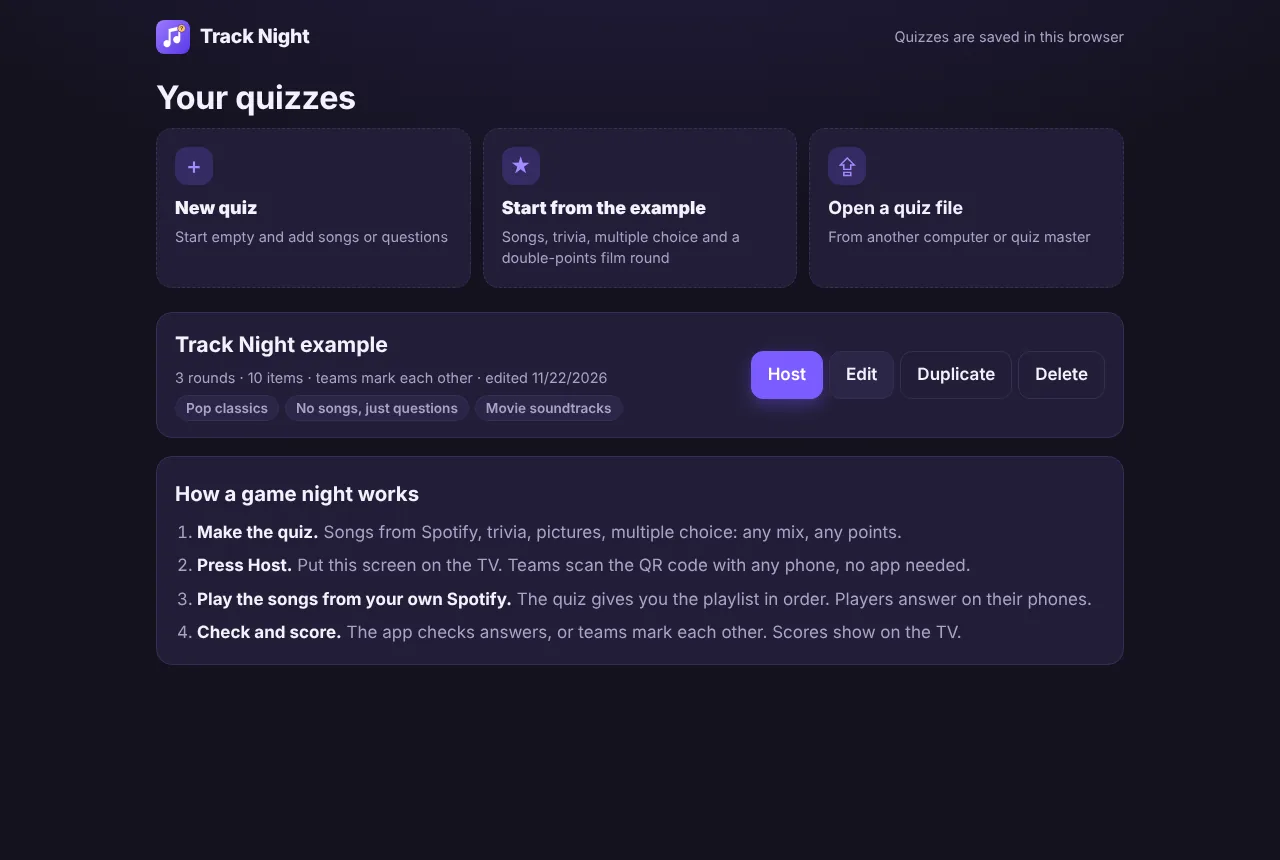 Track Night
Quizzes are saved in this browser
Your quizzes
New quiz
Start empty and add songs or questions
Start from the example
Songs, trivia, multiple choice and a
double-points film round
Open a quiz file
From another computer or quiz master
Track Night example
3 rounds · 10 items · teams mark each other · edited 11/22/2026
Pop classics
No songs, just questions
Movie soundtracks
Host
Edit
Duplicate
Delete
How a game night works
1. Make the quiz. Songs from Spotify, trivia, pictures, multiple choice: any mix, any points.
2. Press Host. Put this screen on the TV. Teams scan the QR code with any phone, no app needed.
3. Play the songs from your own Spotify. The quiz gives you the playlist in order. Players answer on their phones.
4. Check and score. The app checks answers, or teams mark each other. Scores show on the TV.